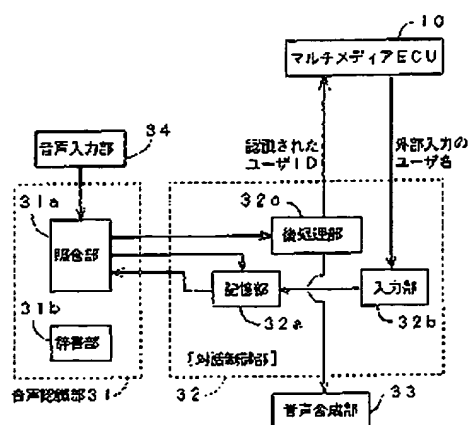 10
マルチメディアECU
34
音声入力部
認識された
ユーザID
外部入力の
ユーザ名
31a
照合部
32c
後処理部
記憶部
32a
入力部
32b
31b
辞書部
[対話制御部]
音声認識部31
32
33
音声合成部